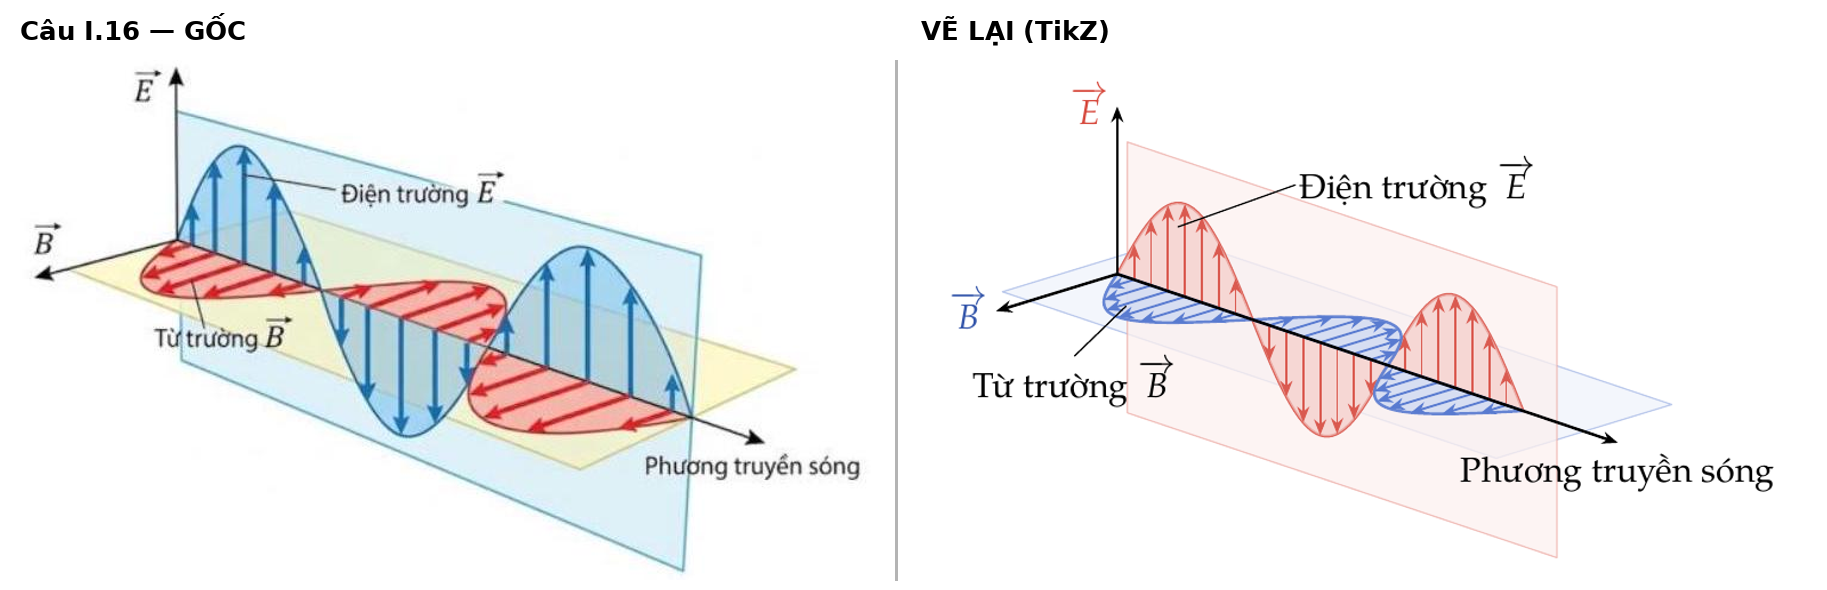 Câu I.16 — GỐC
E
Điện trường E
B
Từ trường B
Phương truyền sóng
VẼ LẠI (TikZ)
E
Điện trường E
B
Từ trường B
Phương truyền sóng